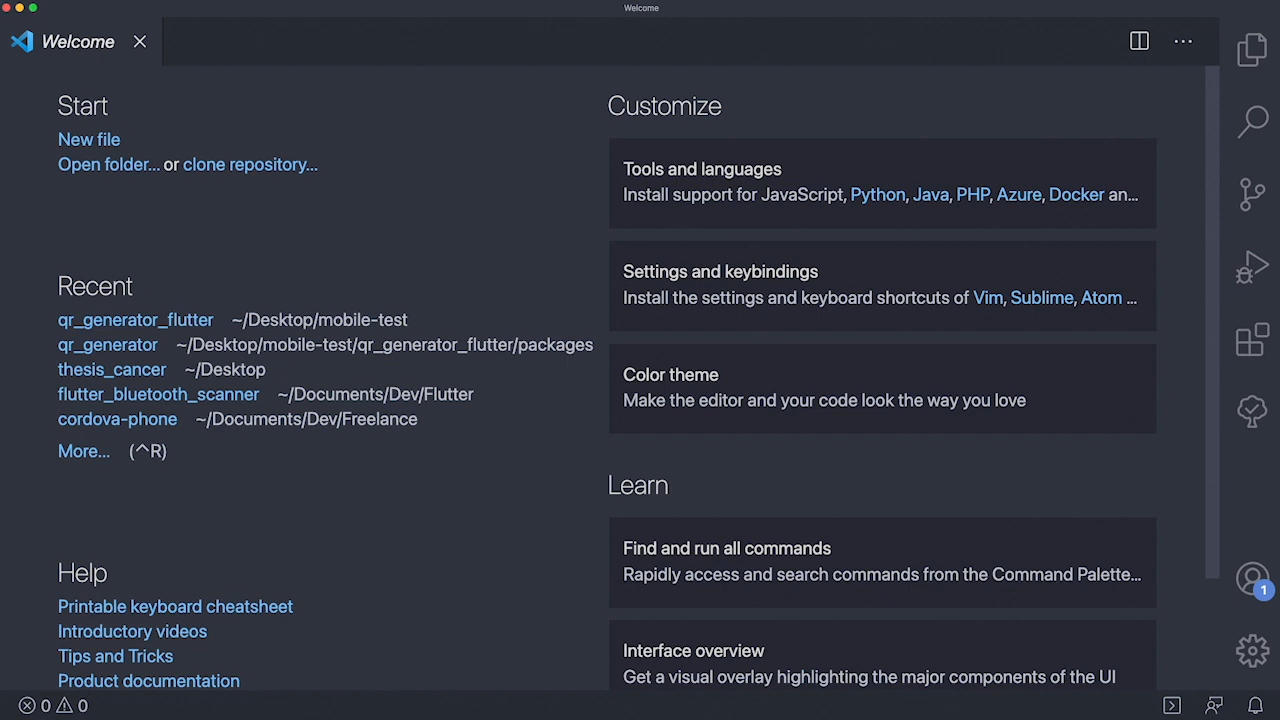 Welcome
Welcome
Start
New file
Open folder... or clone repository...
Recent
qr_generator_flutter ~/Desktop/mobile-test
qr_generator ~/Desktop/mobile-test/qr_generator_flutter/packages
thesis_cancer ~/Desktop
flutter_bluetooth_scanner ~/Documents/Dev/Flutter
cordova-phone ~/Documents/Dev/Freelance
More... (^R)
Help
Printable keyboard cheatsheet
Introductory videos
Tips and Tricks
Product documentation
Customize
Tools and languages
Install support for JavaScript, Python, Java, PHP, Azure, Docker an...
Settings and keybindings
Install the settings and keyboard shortcuts of Vim, Sublime, Atom ...
Color theme
Make the editor and your code look the way you love
Learn
Find and run all commands
Rapidly access and search commands from the Command Palette...
Interface overview
Get a visual overlay highlighting the major components of the UI
1
0 0